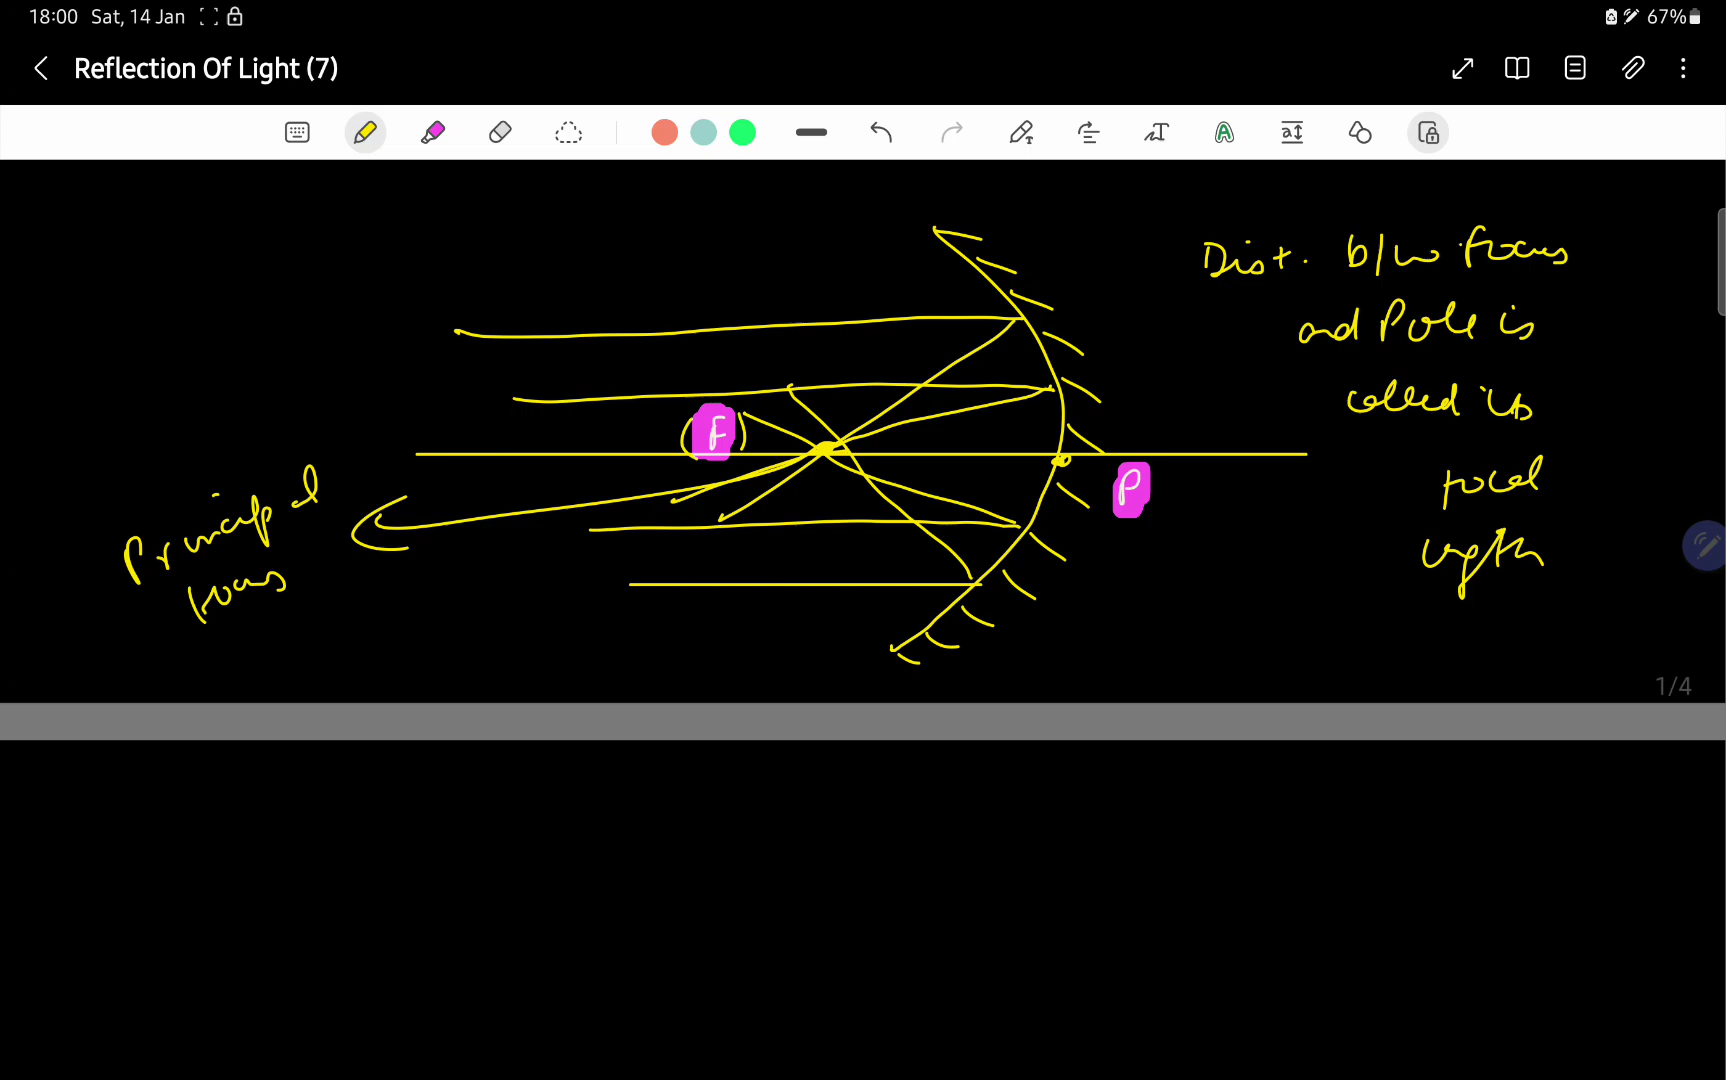 18:00 Sat, 14 Jan 67%
Reflection Of Light (7)
Dist. b/w focus
and Pole is
called its
focal
length
(F)
P
Principal
focus
1/4